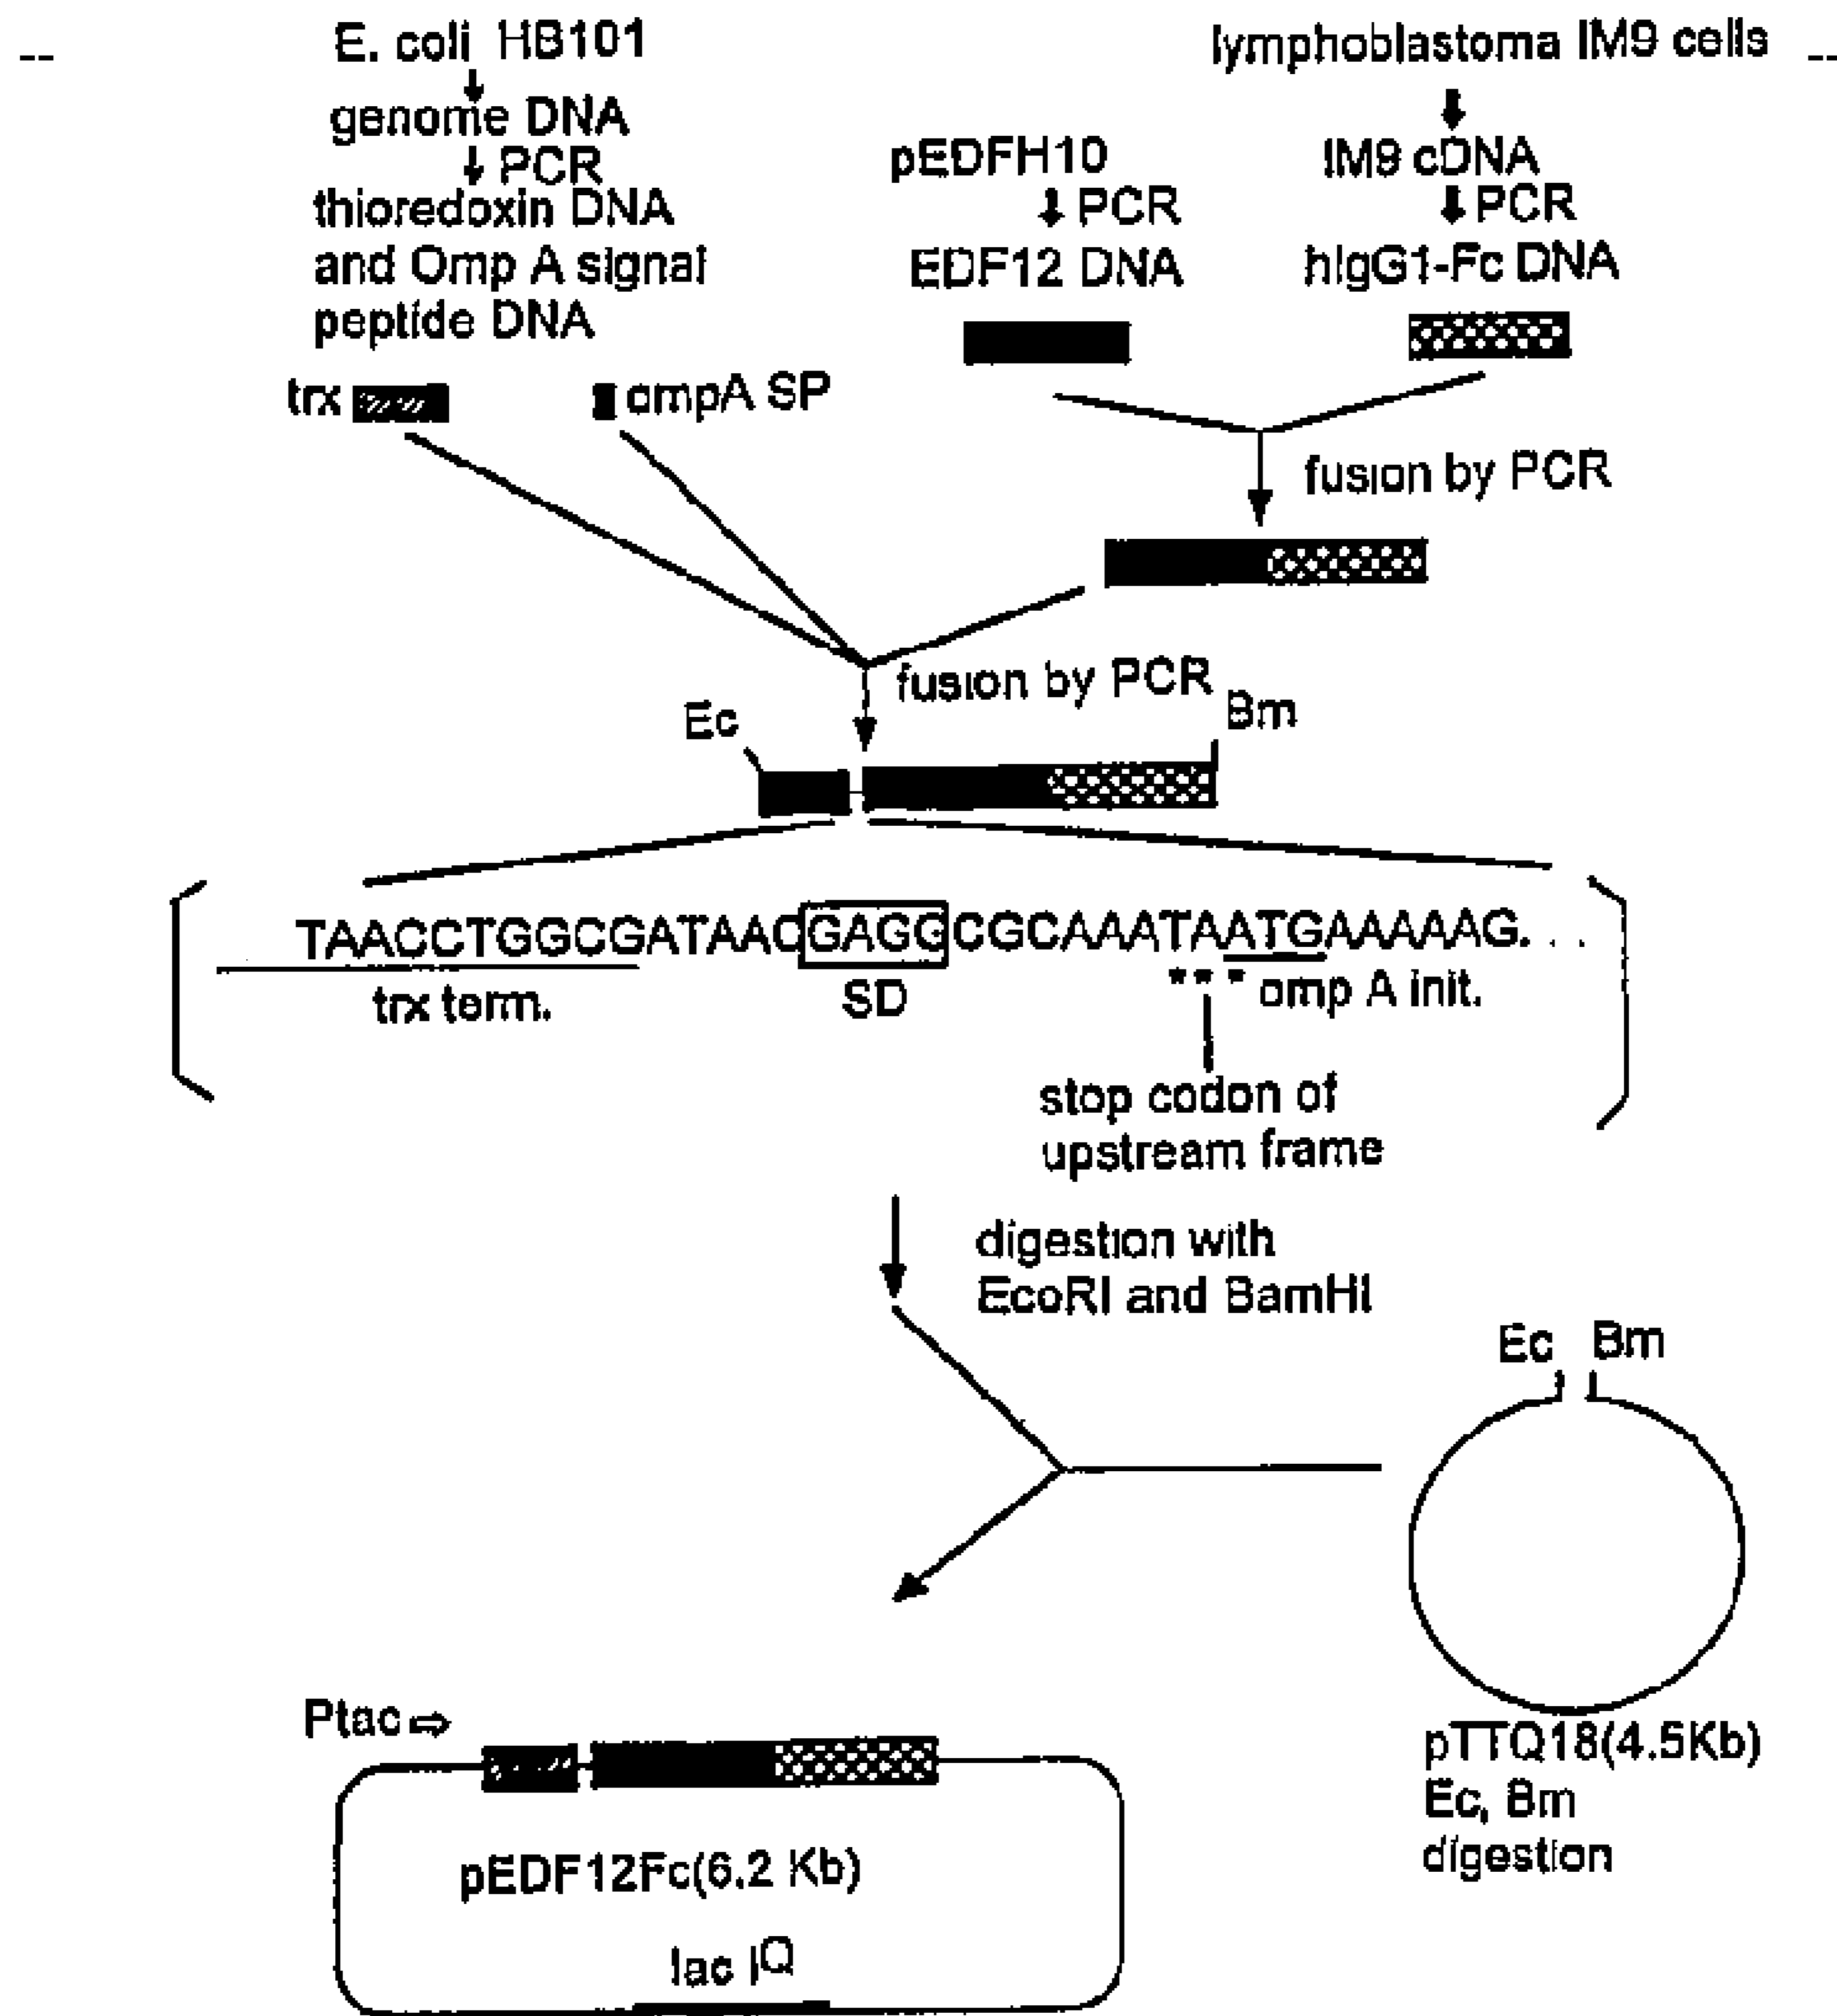 E. coli HB101
genome DNA
PCR
thioredoxin DNA
and Omp A signal
peptide DNA
trx
ompA SP
pEDFH10
PCR
EDF12 DNA
lymphoblastoma IM9 cells
IM9 cDNA
PCR
hIgG1-Fc DNA
fusion by PCR
fusion by PCR
Ec
Bm
TAACCTGGCGATAACGAGGCGCAAATAATGAAAAAG...
trx term.
SD
*** omp A init.
stop codon of
upstream frame
digestion with
EcoRI and BamHI
Ec Bm
pTTQ18(4.5Kb)
Ec, Bm
digestion
Ptac ⇨
pEDF12Fc(6.2 Kb)
lac IQ